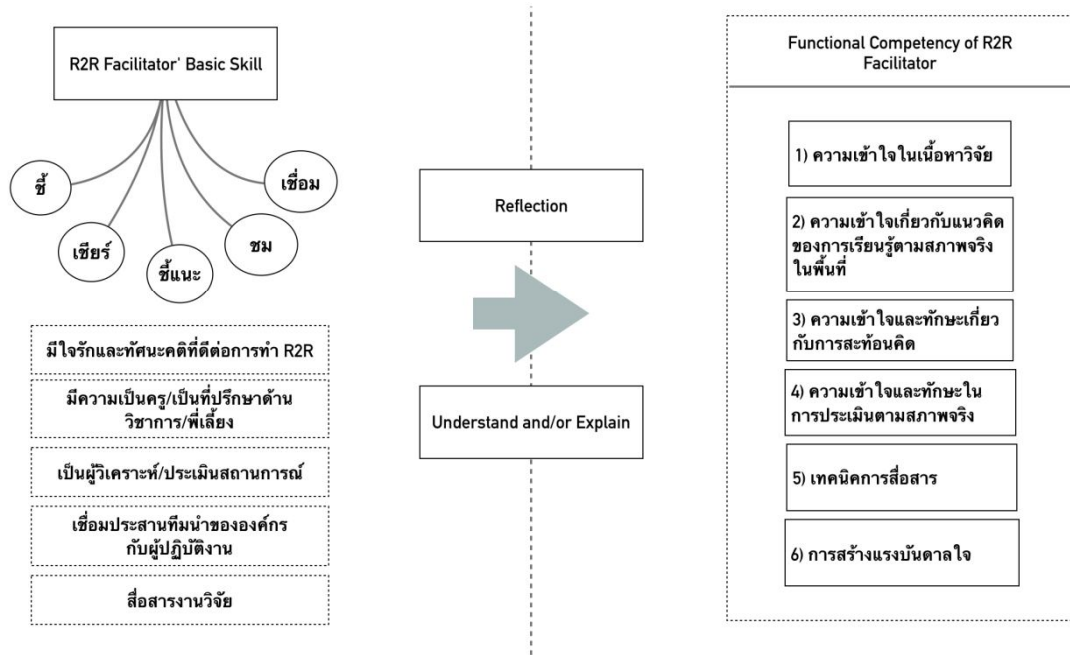 R2R Facilitator' Basic Skill
ชี้
เชียร์
ชี้แนะ
ชม
เชื่อม
มีใจรักและทัศนะคติที่ดีต่อการทำ R2R
มีความเป็นครู/เป็นที่ปรึกษาด้าน
วิชาการ/พี่เลี้ยง
เป็นผู้วิเคราะห์/ประเมินสถานการณ์
เชื่อมประสานทีมนำขององค์กร
กับผู้ปฏิบัติงาน
สื่อสารงานวิจัย
Reflection
Understand and/or Explain
Functional Competency of R2R
Facilitator
1) ความเข้าใจในเนื้อหาวิจัย
2) ความเข้าใจเกี่ยวกับแนวคิด
ของการเรียนรู้ตามสภาพจริง
ในพื้นที่
3) ความเข้าใจและทักษะเกี่ยว
กับการสะท้อนคิด
4) ความเข้าใจและทักษะใน
การประเมินตามสภาพจริง
5) เทคนิคการสื่อสาร
6) การสร้างแรงบันดาลใจ